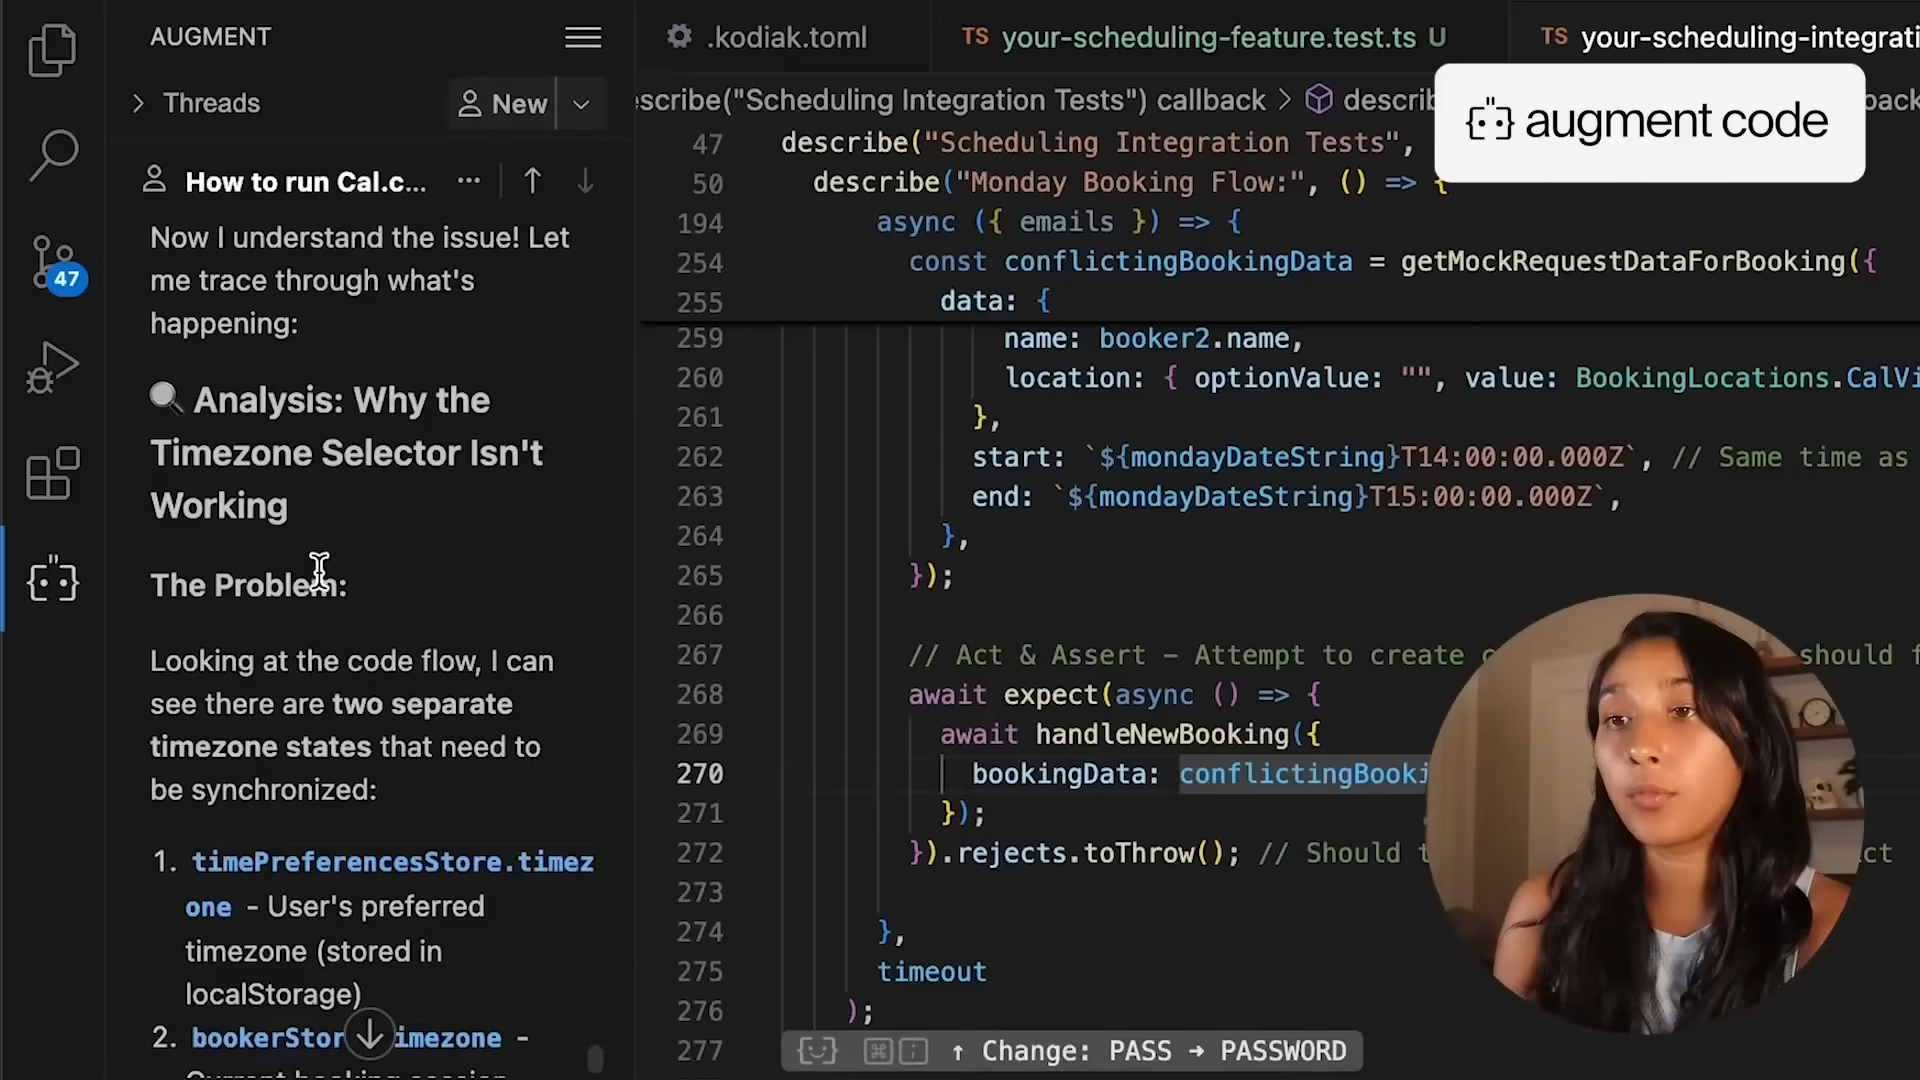 AUGMENT
Threads
New
How to run Cal.c...
Now I understand the issue! Let
me trace through what's
happening:
Analysis: Why the
Timezone Selector Isn't
Working
The Problem:
Looking at the code flow, I can
see there are two separate
timezone states that need to
be synchronized:
1. timePreferencesStore.timez
one - User's preferred
timezone (stored in
localStorage)
2. bookerStor imezone -
47
.kodiak.toml
TS your-scheduling-feature.test.ts U
TS your-scheduling-integrati
escribe("Scheduling Integration Tests") callback > describ
back
augment code
47 describe("Scheduling Integration Tests",
50 describe("Monday Booking Flow:", () => {
194 async ({ emails }) => {
254 const conflictingBookingData = getMockRequestDataForBooking({
255 data: {
259 name: booker2.name,
260 location: { optionValue: "", value: BookingLocations.CalVi
261 },
262 start: `${mondayDateString}T14:00:00.000Z`, // Same time as
263 end: `${mondayDateString}T15:00:00.000Z`,
264 },
265 });
266
267 // Act & Assert – Attempt to create c should f
268 await expect(async () => {
269 await handleNewBooking({
270 bookingData: conflictingBooki
271 });
272 }).rejects.toThrow(); // Should t ct
273
274 },
275 timeout
276 );
277
↑ Change: PASS → PASSWORD